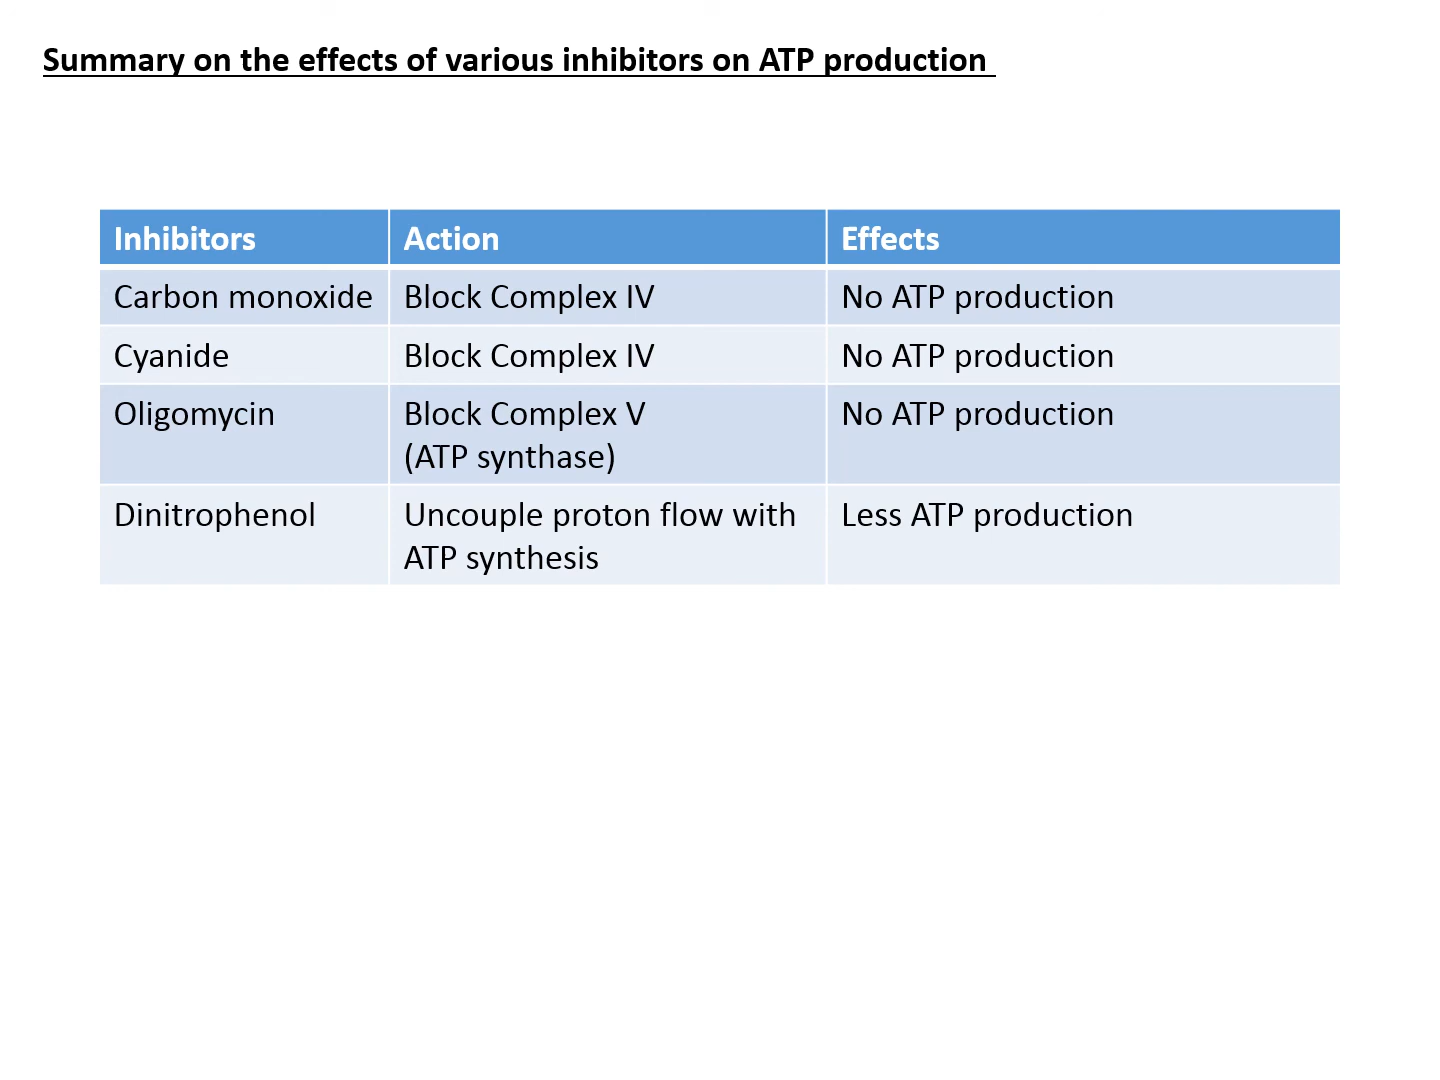 Summary on the effects of various inhibitors on ATP production
Inhibitors Action Effects
Carbon monoxide Block Complex IV No ATP production
Cyanide Block Complex IV No ATP production
Oligomycin Block Complex V No ATP production
(ATP synthase)
Dinitrophenol Uncouple proton flow with Less ATP production
ATP synthesis